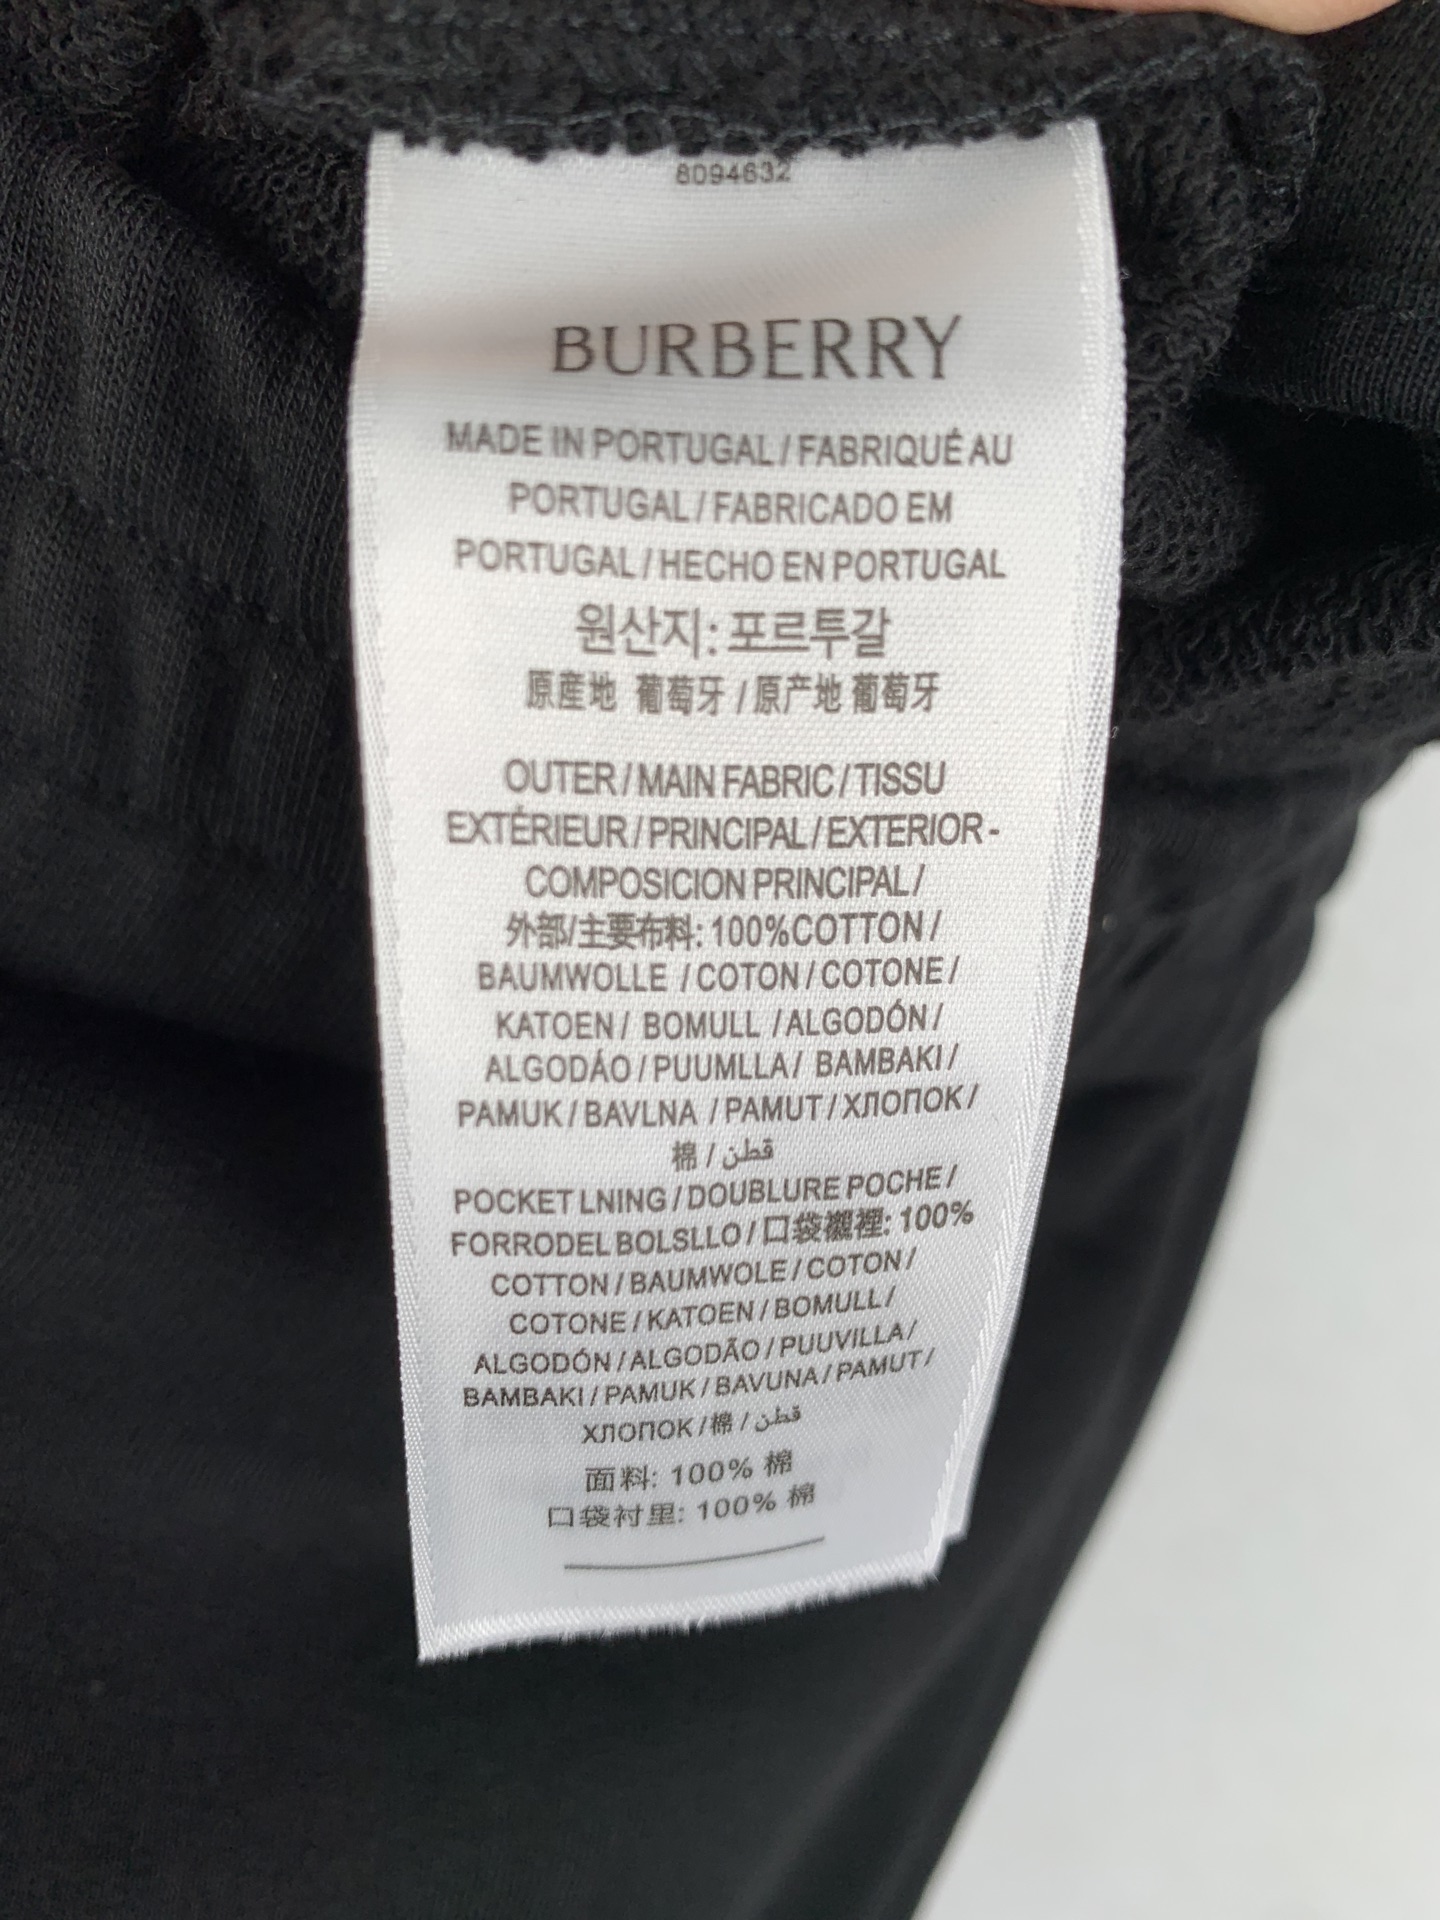 8094632
BURBERRY
MADE IN PORTUGAL / FABRIQUÉ AU
PORTUGAL / FABRICADO EM
PORTUGAL / HECHO EN PORTUGAL
원산지: 포르투갈
原産地 葡萄牙 / 原产地 葡萄牙
OUTER / MAIN FABRIC / TISSU
EXTÉRIEUR / PRINCIPAL / EXTERIOR -
COMPOSICION PRINCIPAL /
外部/主要布料: 100%COTTON /
BAUMWOLLE / COTON / COTONE /
KATOEN / BOMULL / ALGODÓN /
ALGODÁO / PUUMLLA / BAMBAKI /
PAMUK / BAVLNA / PAMUT / ХЛОПОК /
棉 / قطن
POCKET LNING / DOUBLURE POCHE /
FORRODEL BOLSLLO / 口袋襯裡: 100%
COTTON / BAUMWOLE / COTON /
COTONE / KATOEN / BOMULL /
ALGODÓN / ALGODÃO / PUUVILLA /
BAMBAKI / PAMUK / BAVUNA / PAMUT /
ХЛОПОК / 棉 / قطن
面料: 100% 棉
口袋衬里: 100% 棉